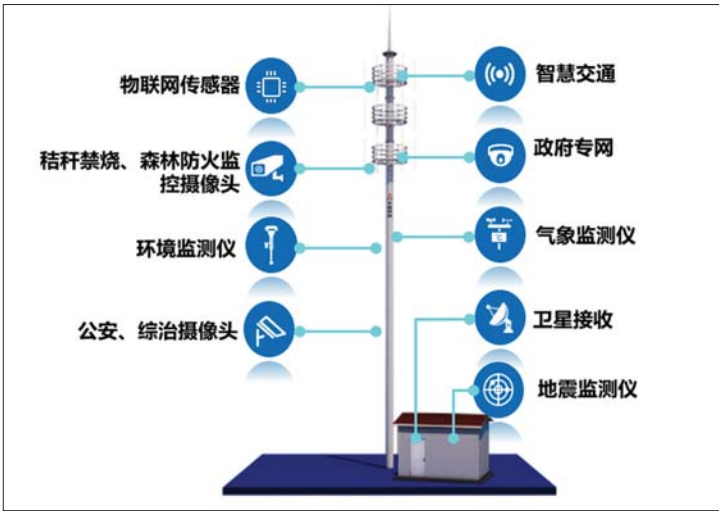 物联网传感器
智慧交通
秸秆禁烧、森林防火监
控摄像头
政府专网
环境监测仪
气象监测仪
公安、综治摄像头
卫星接收
地震监测仪